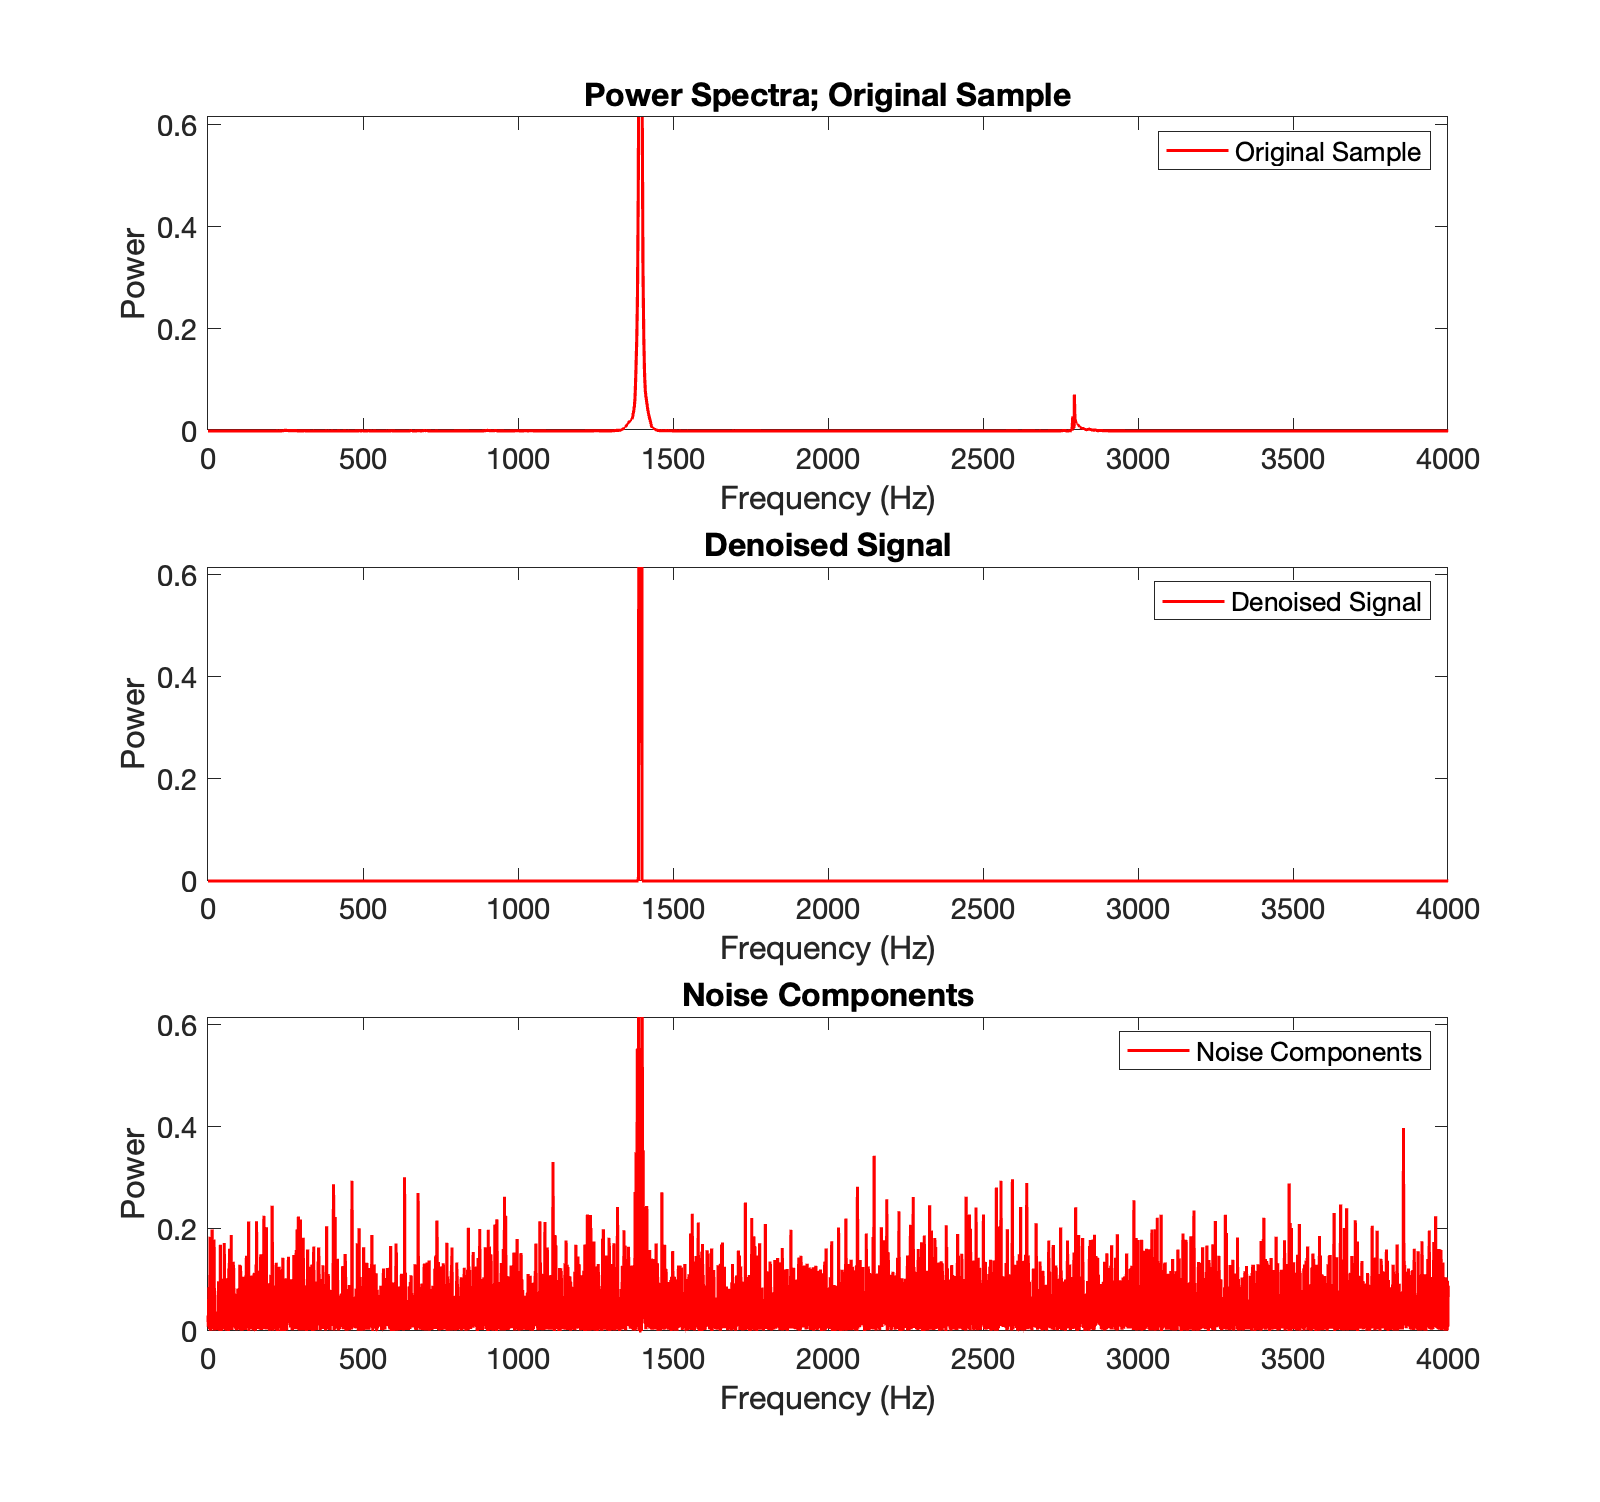 Power Spectra; Original Sample
0.6
0.4
0.2
0
Power
Original Sample
0 500 1000 1500 2000 2500 3000 3500 4000
Frequency (Hz)
Denoised Signal
0.6
0.4
0.2
0
Power
Denoised Signal
0 500 1000 1500 2000 2500 3000 3500 4000
Frequency (Hz)
Noise Components
0.6
0.4
0.2
0
Power
Noise Components
0 500 1000 1500 2000 2500 3000 3500 4000
Frequency (Hz)